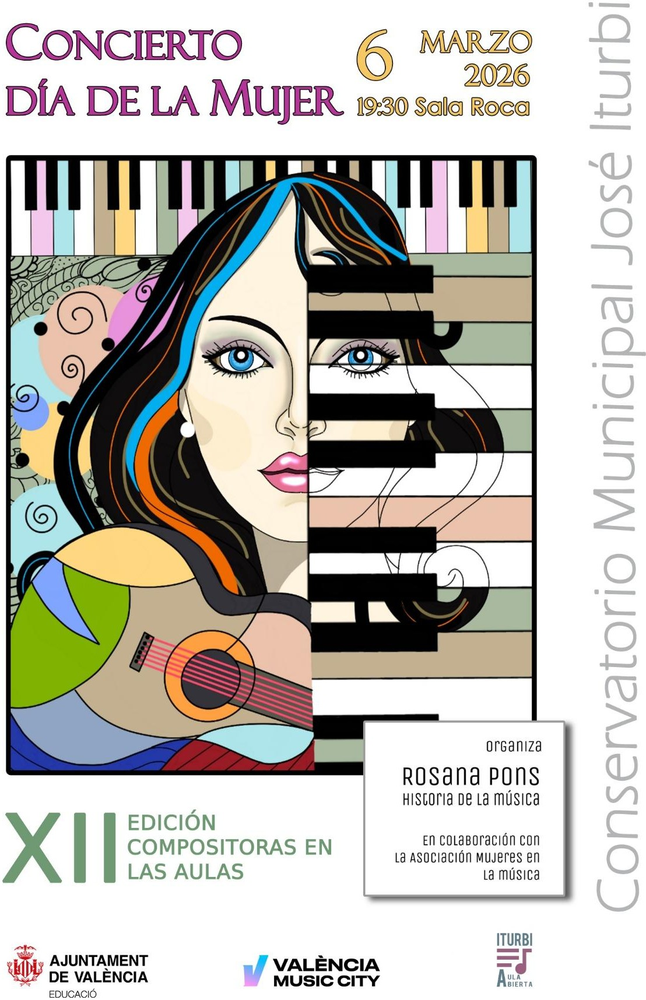 CONCIERTO
DÍA DE LA MUJER
6 MARZO
2026
19:30 Sala Roca
Conservatorio Municipal José Iturbi
organiza
Rosana Pons
Historia de la música
En colaboración con
la Asociación Mujeres en
la música
XII EDICIÓN
COMPOSITORAS EN
LAS AULAS
AJUNTAMENT
DE VALÈNCIA
EDUCACIÓ
VALÈNCIA
MUSIC CITY
ITURBI
AULA
ABIERTA